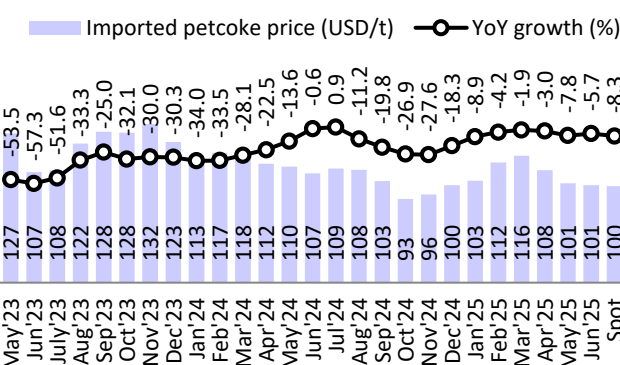 Imported petcoke price (USD/t)
YoY growth (%)
-53.5
-57.3
-51.6
-33.3
-25.0
-32.1
-30.0
-30.3
-34.0
-33.5
-28.1
-22.5
-13.6
-0.6
0.9
-11.2
-19.8
-26.9
-27.6
-18.3
-8.9
-4.2
-1.9
-3.0
-7.8
-5.7
-8.3
127
107
108
122
128
128
132
123
113
117
118
112
110
107
109
108
103
93
96
100
103
112
116
108
101
101
100
May'23
Jun'23
July'23
Aug'23
Sep'23
Oct'23
Nov'23
Dec'23
Jan'24
Feb'24
Mar'24
Apr'24
May'24
Jun'24
Jul'24
Aug'24
Sep'24
Oct'24
Nov'24
Dec'24
Jan'25
Feb'25
Mar'25
Apr'25
May'25
Jun'25
Spot